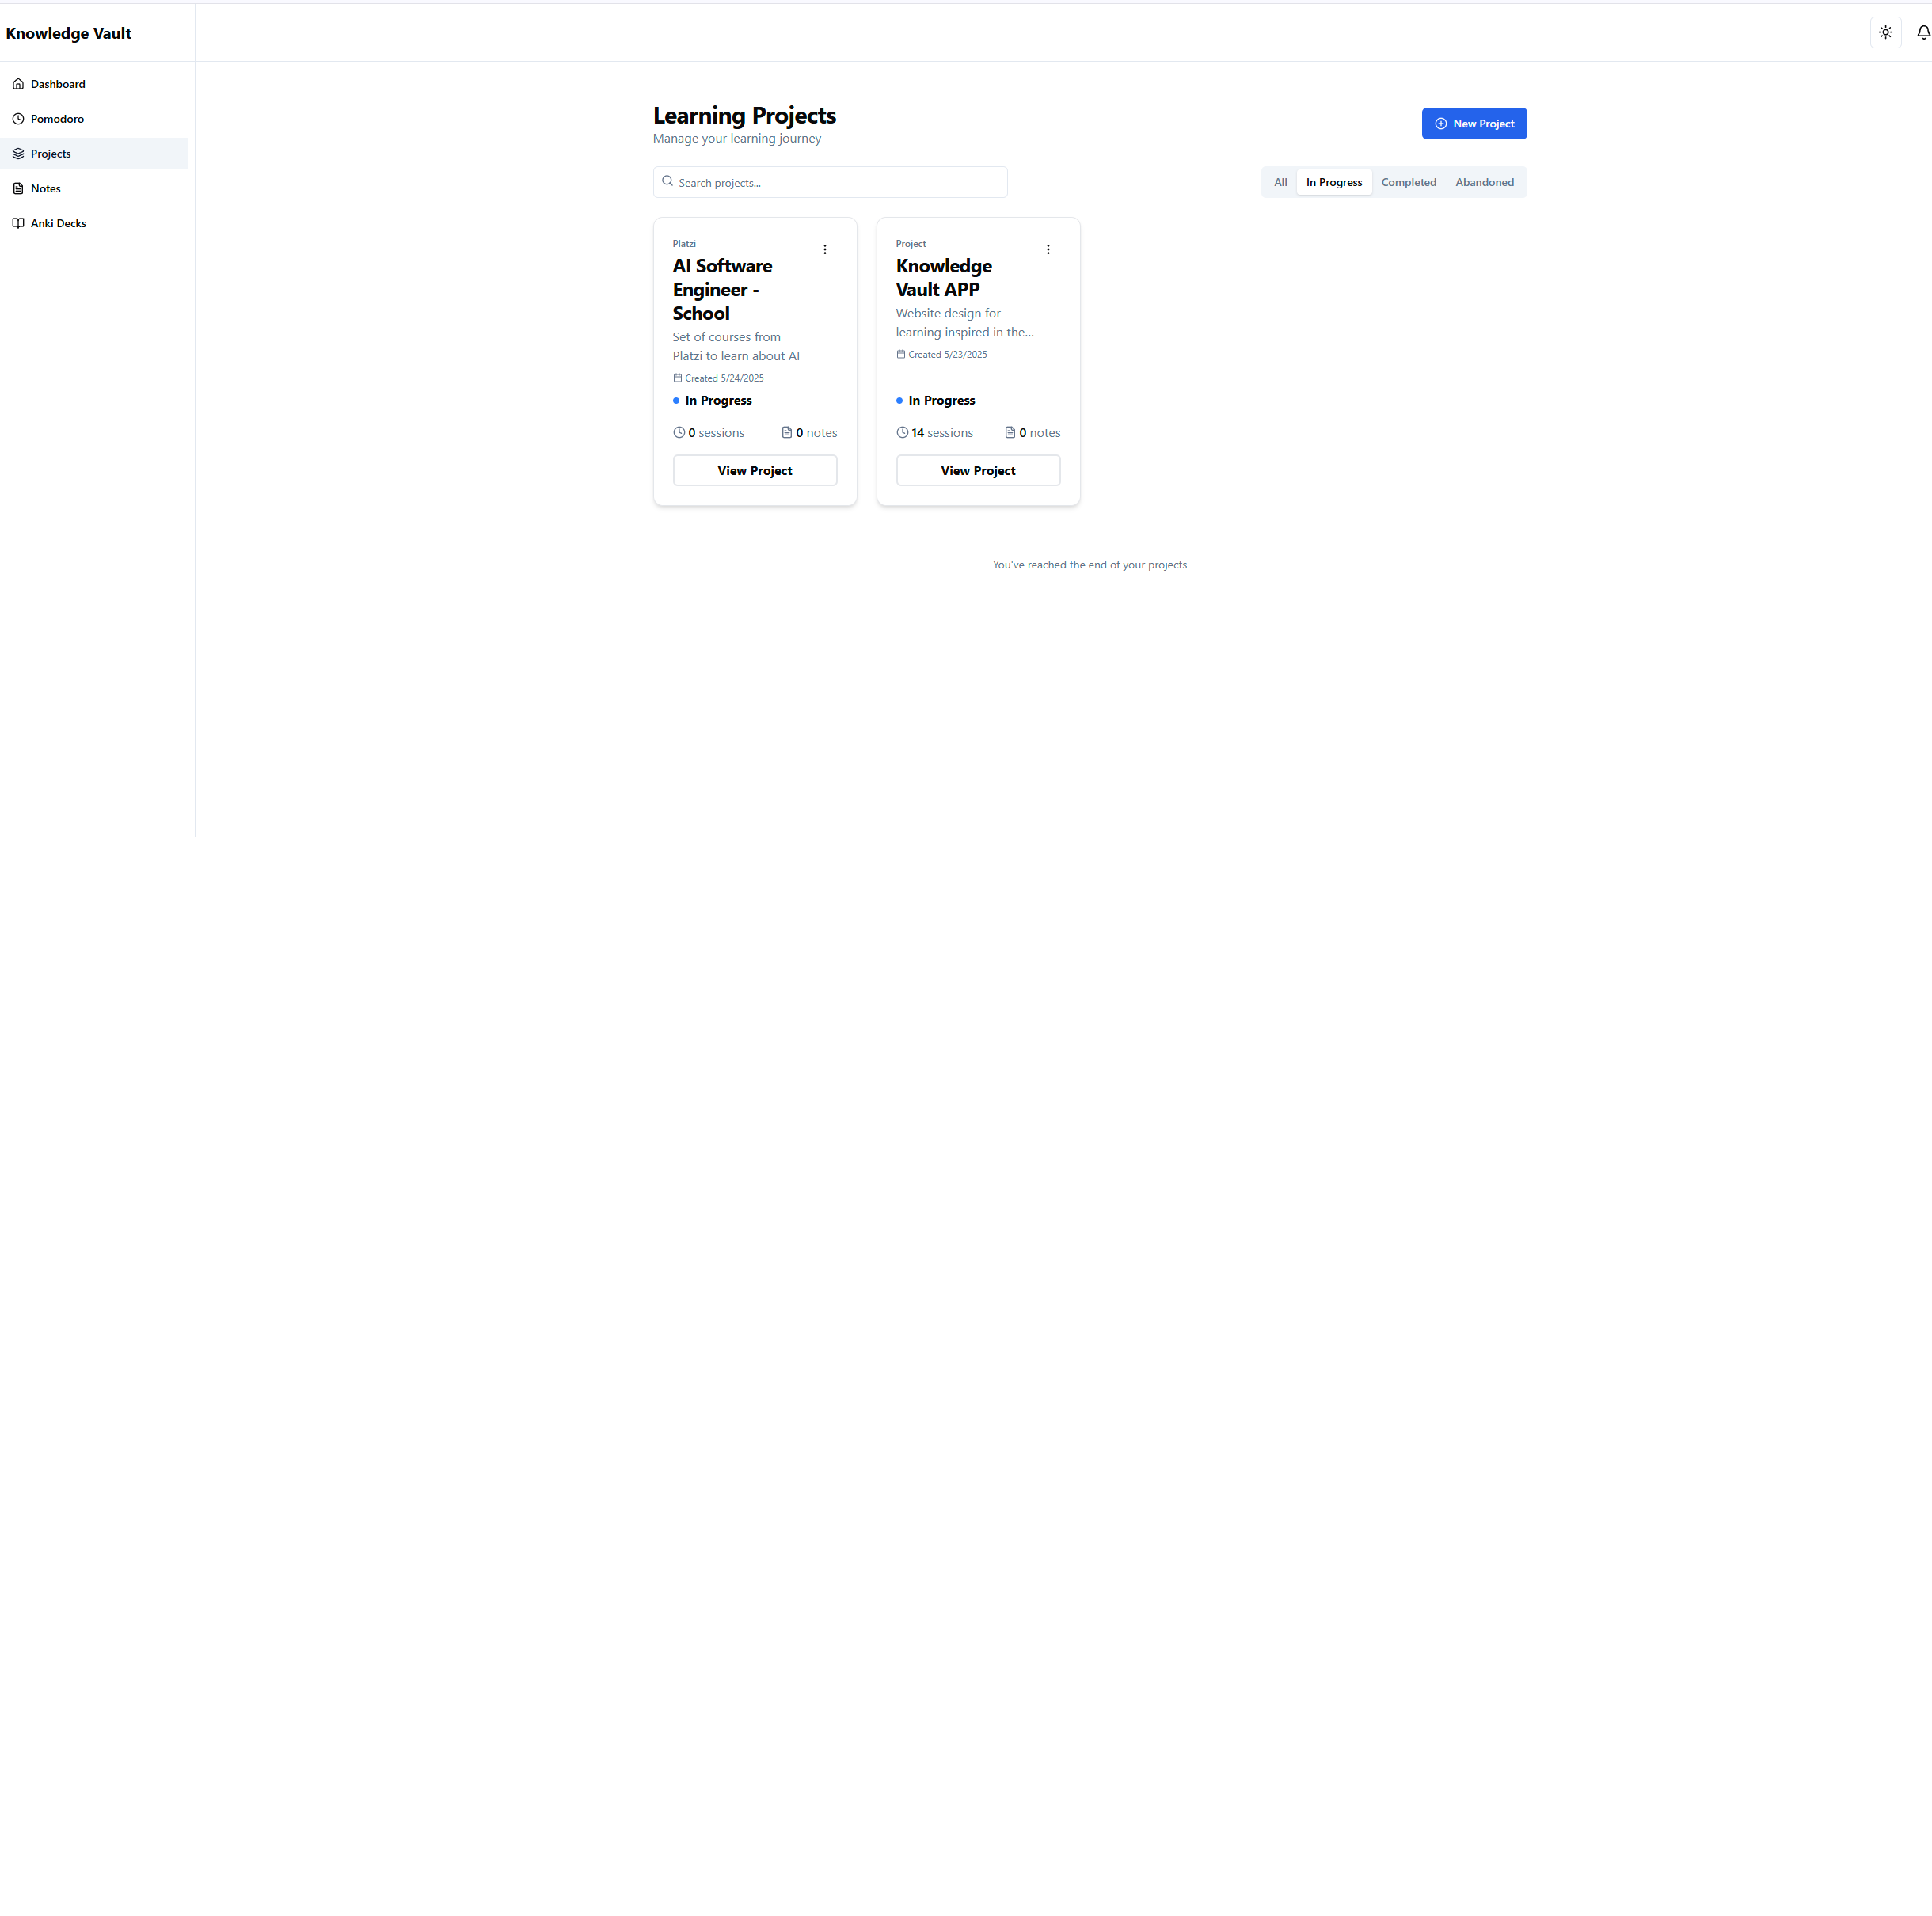 Knowledge Vault
Dashboard
Pomodoro
Projects
Notes
Anki Decks
Learning Projects
Manage your learning journey
New Project
Search projects...
All In Progress Completed Abandoned
Platzi
AI Software
Engineer -
School
Set of courses from
Platzi to learn about AI
Created 5/24/2025
In Progress
0 sessions 0 notes
View Project
Project
Knowledge
Vault APP
Website design for
learning inspired in the...
Created 5/23/2025
In Progress
14 sessions 0 notes
View Project
You've reached the end of your projects